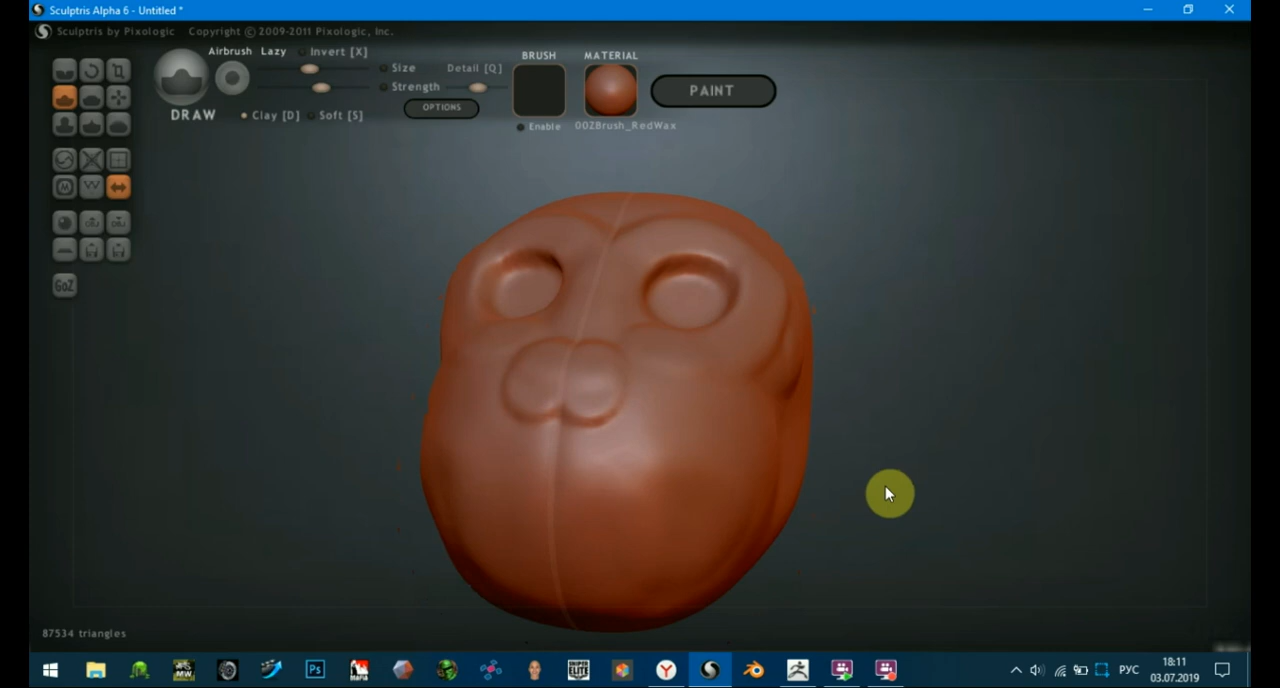 Sculptris Alpha 6 - Untitled *
Sculptris by Pixologic Copyright © 2009-2011 Pixologic, Inc.
Airbrush Lazy Invert [X]
BRUSH MATERIAL
Size Detail [Q]
Strength
PAINT
OPTIONS
DRAW Clay [D] Soft [S]
Enable 00ZBrush_RedWax
GoZ
87534 triangles
Ps
РУС
18:11
03.07.2019